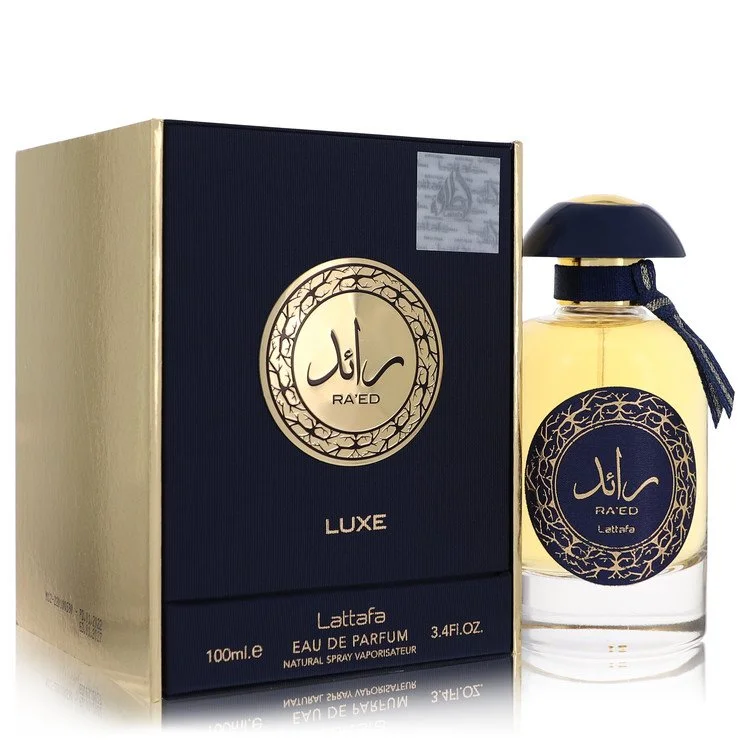 رائد
RA'ED
LUXE
Lattafa
100ml.e
EAU DE PARFUM
3.4Fl.OZ.
NATURAL SPRAY VAPORISATEUR
رائد
RA'ED
Lattafa